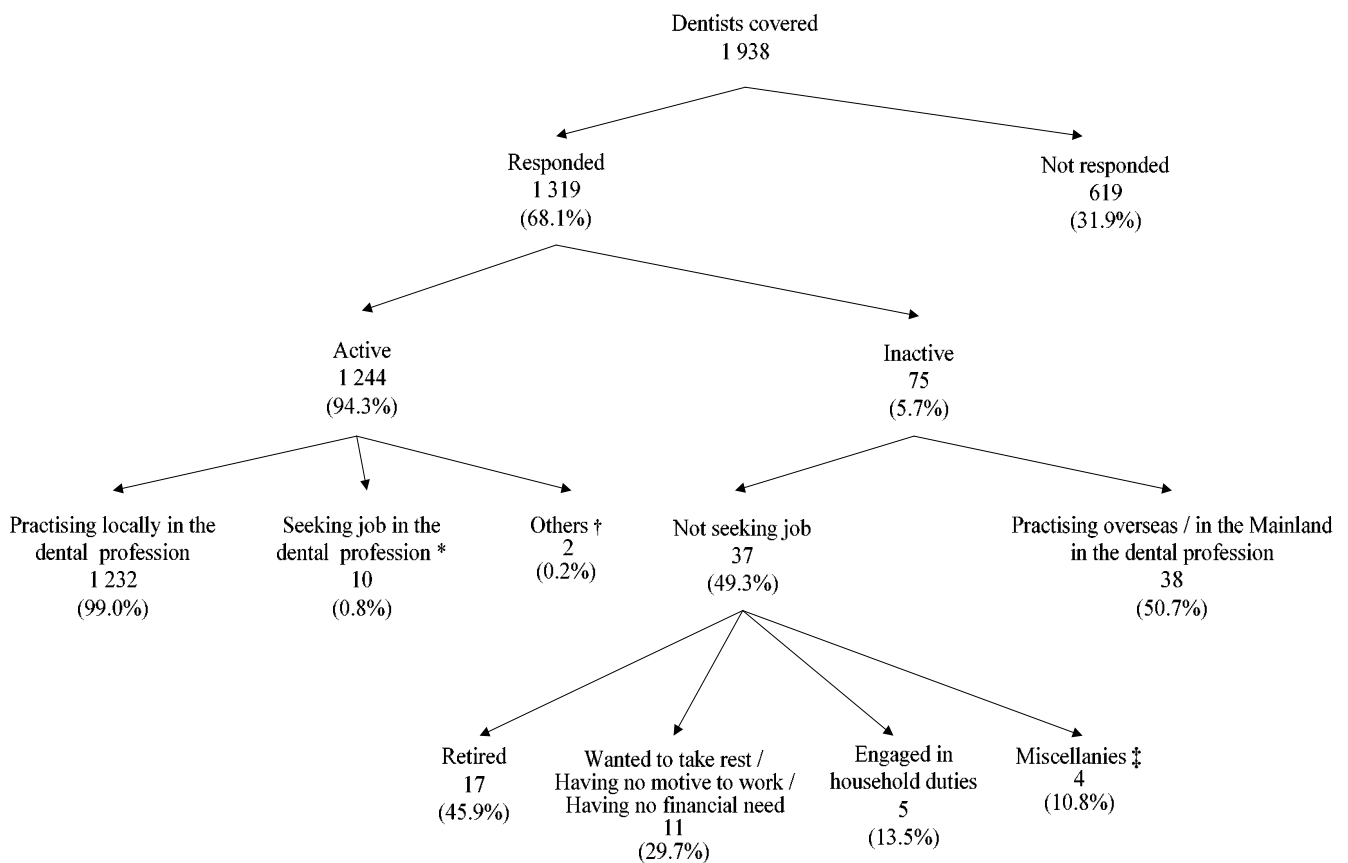 Dentists covered
1 938
Responded
1 319
(68.1%)
Not responded
619
(31.9%)
Active
1 244
(94.3%)
Inactive
75
(5.7%)
Practising locally in the
dental profession
1 232
(99.0%)
Seeking job in the
dental profession *
10
(0.8%)
Others †
2
(0.2%)
Not seeking job
37
(49.3%)
Practising overseas / in the Mainland
in the dental profession
38
(50.7%)
Retired
17
(45.9%)
Wanted to take rest /
Having no motive to work /
Having no financial need
11
(29.7%)
Engaged in
household duties
5
(13.5%)
Miscellanies ‡
4
(10.8%)